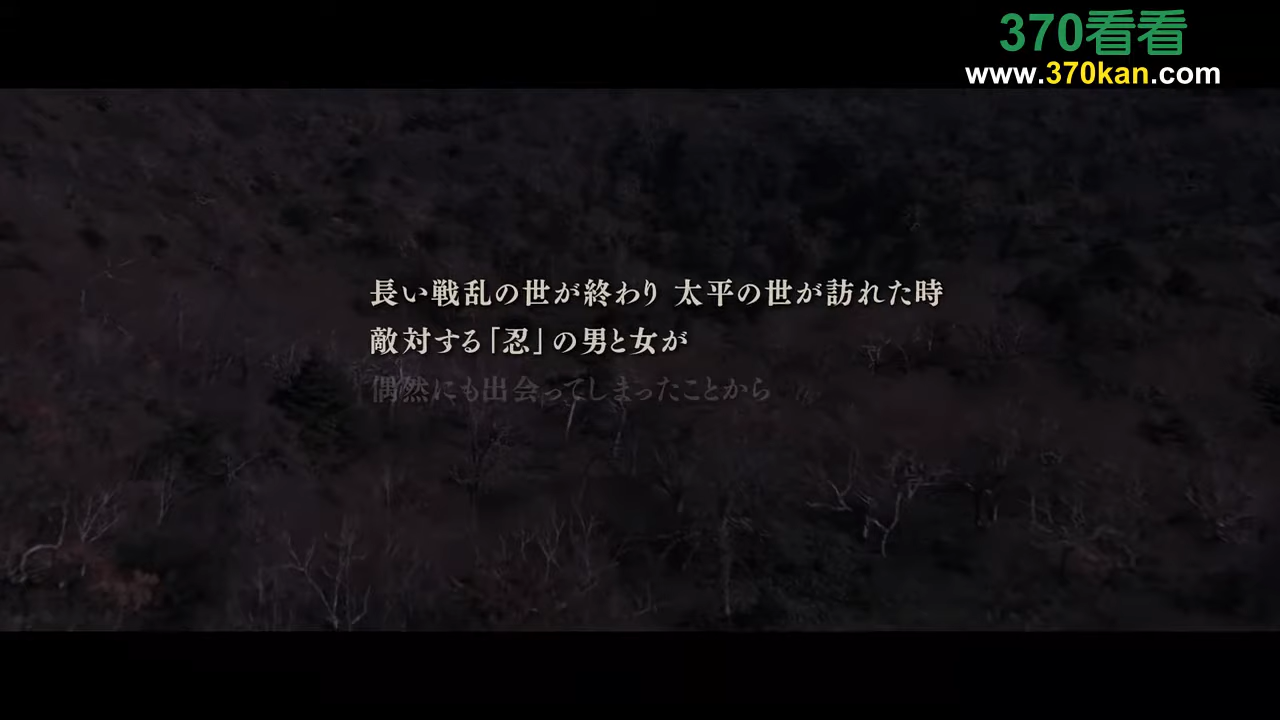 370看看
www.370kan.com
長い戦乱の世が終わり 太平の世が訪れた時
敵対する「忍」の男と女が
偶然にも出会ってしまったことから